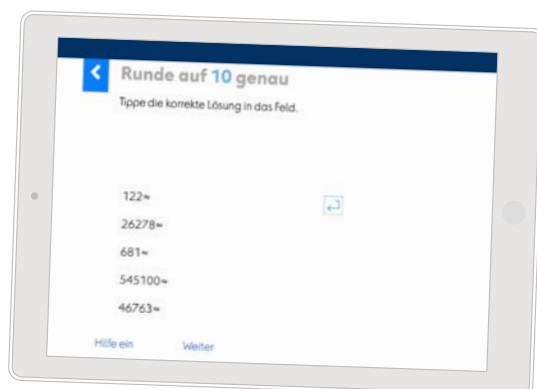 Runde auf 10 genau
Tippe die korrekte Lösung in das Feld.
122≈
26278≈
681≈
545100≈
46763≈
Hilfe ein Weiter